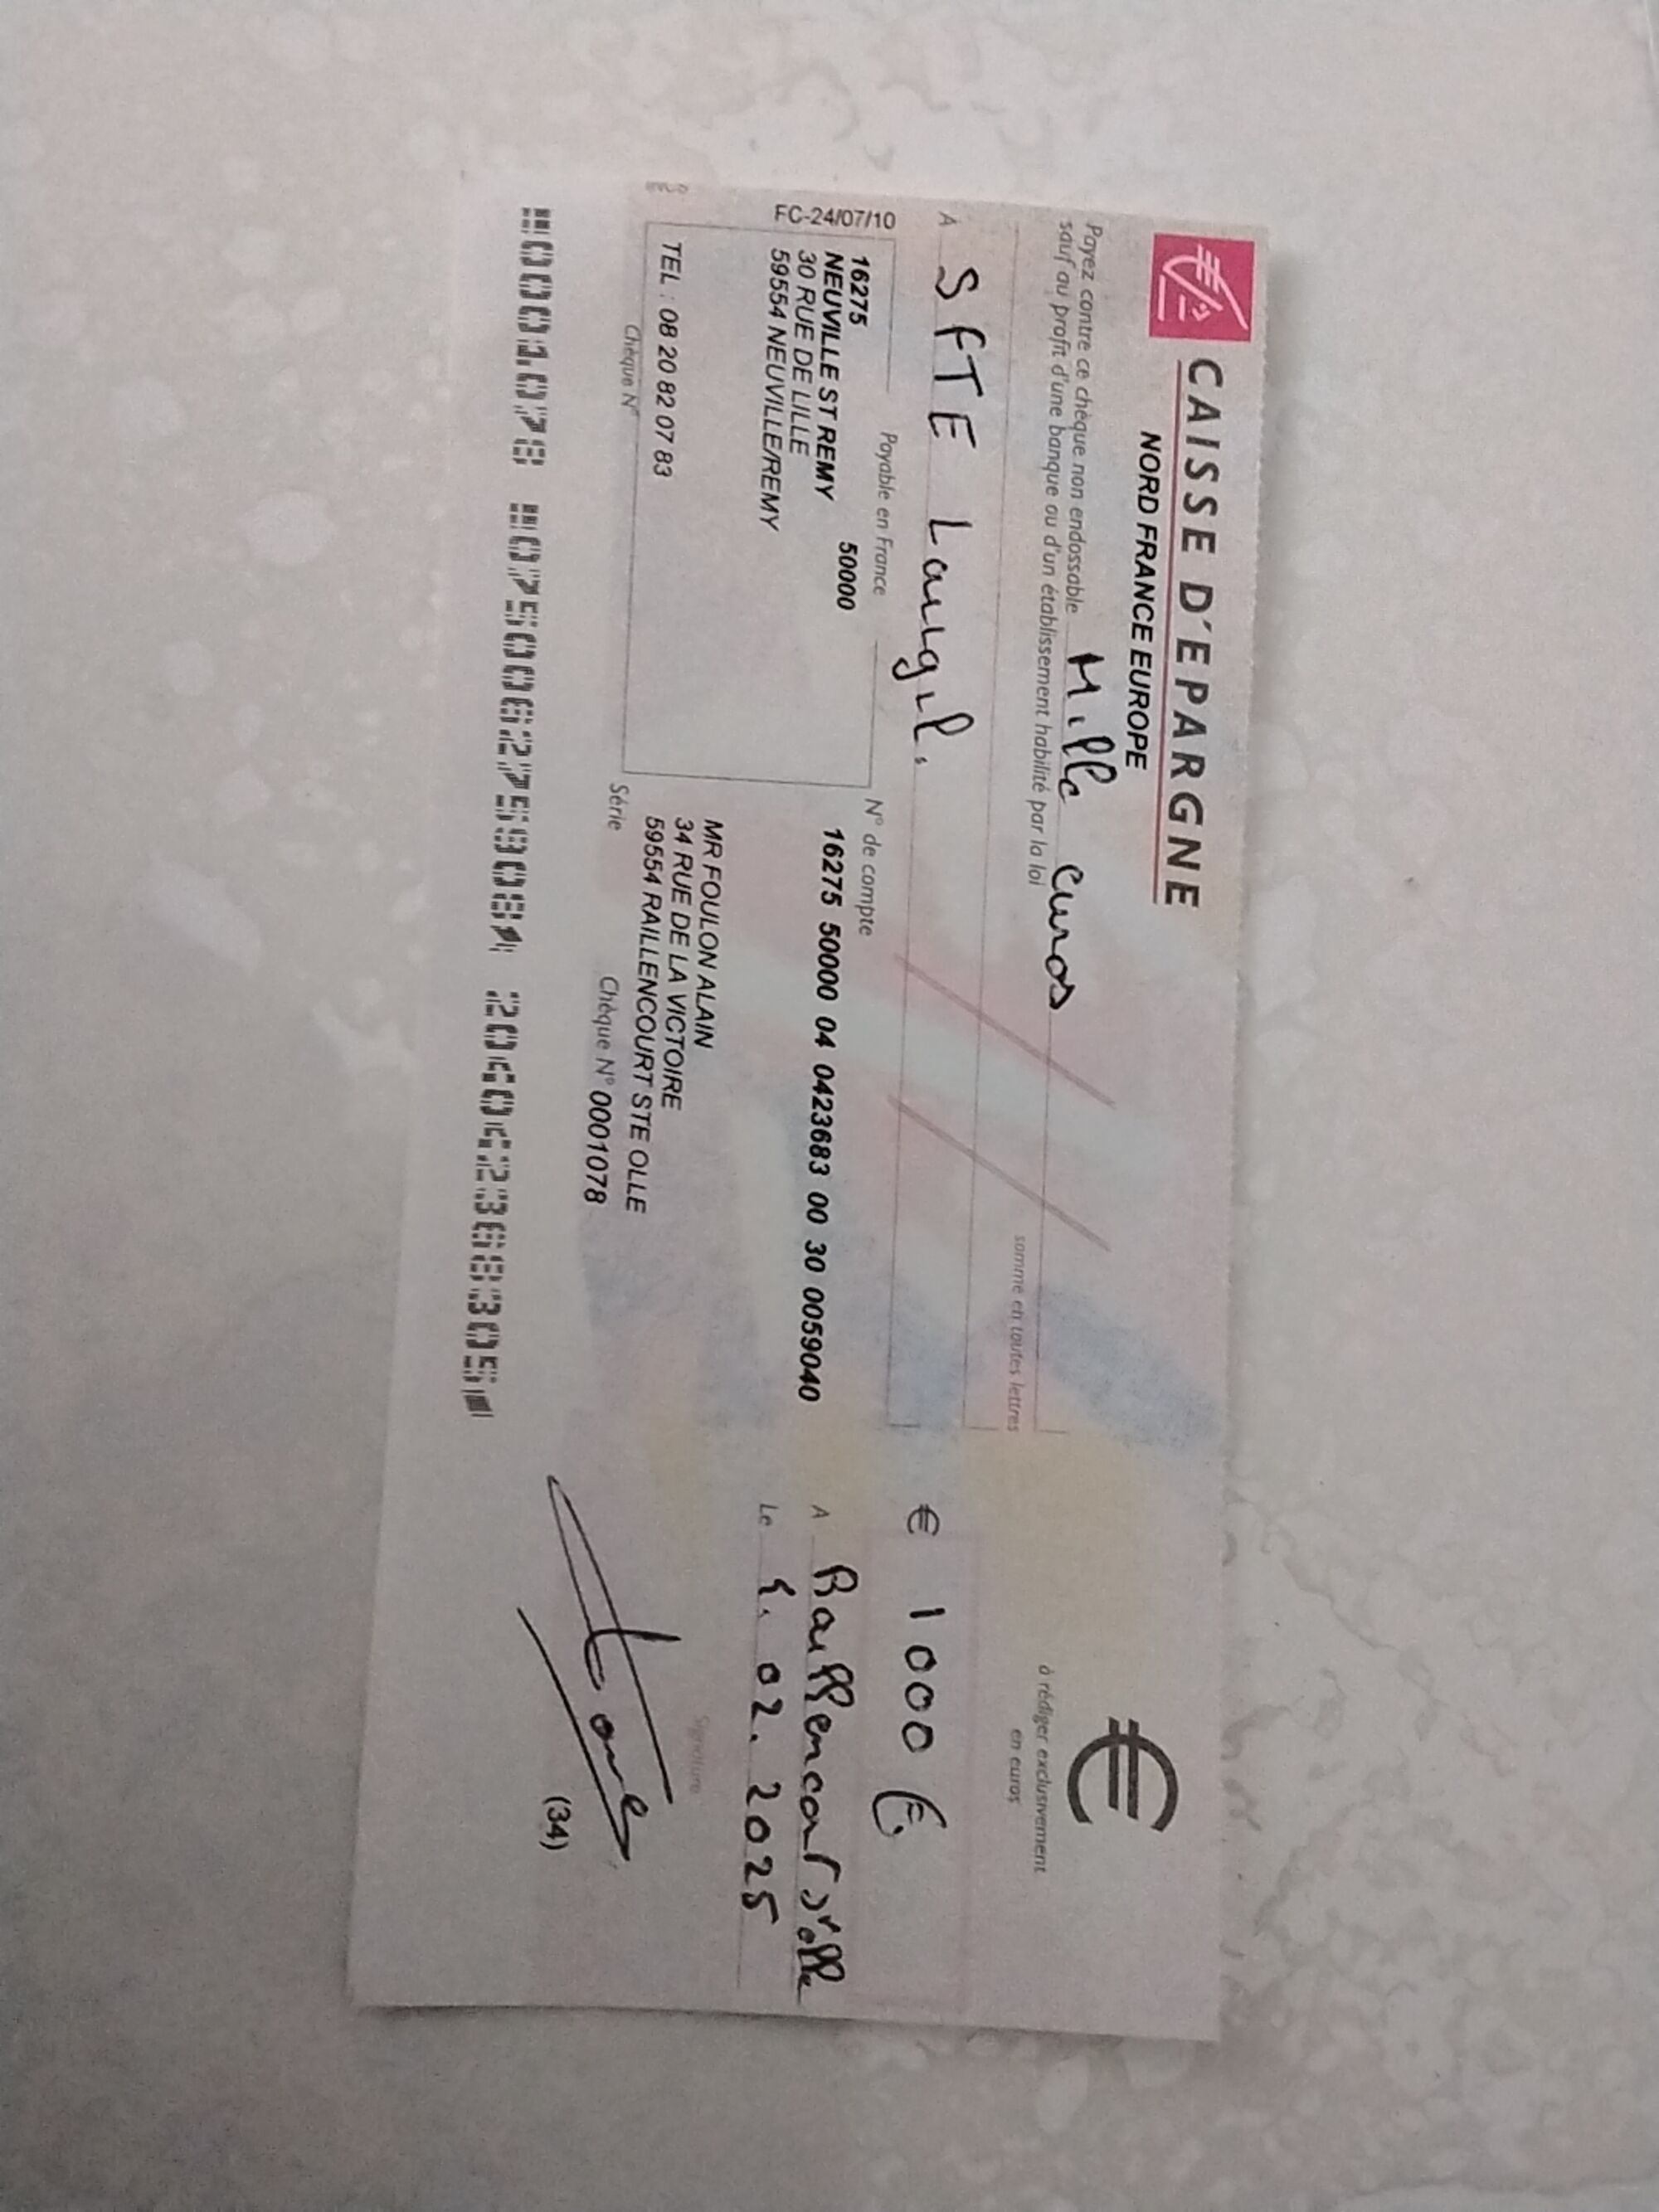 CAISSE D'EPARGNE
NORD FRANCE EUROPE
€
Payez contre ce chèque non endossable Mille euros
sauf au profit d'une banque ou d'un établissement habilité par la loi
à rédiger exclusivement
en euros
somme en toutes lettres
A
€ 1000 €
Payable en France
N° de compte
FC-24/07/10
16275 50000
16275 50000 04 0423683 00 30 0059040
NEUVILLE ST REMY
30 RUE DE LILLE
59554 NEUVILLE/REMY
A
Le 02.2025
Signature
MR FOULON ALAIN
34 RUE DE LA VICTOIRE
59554 RAILLENCOURT STE OLLE
TEL : 08 20 82 07 83
Chèque N°
Série
Chèque N° 0001078
(34)